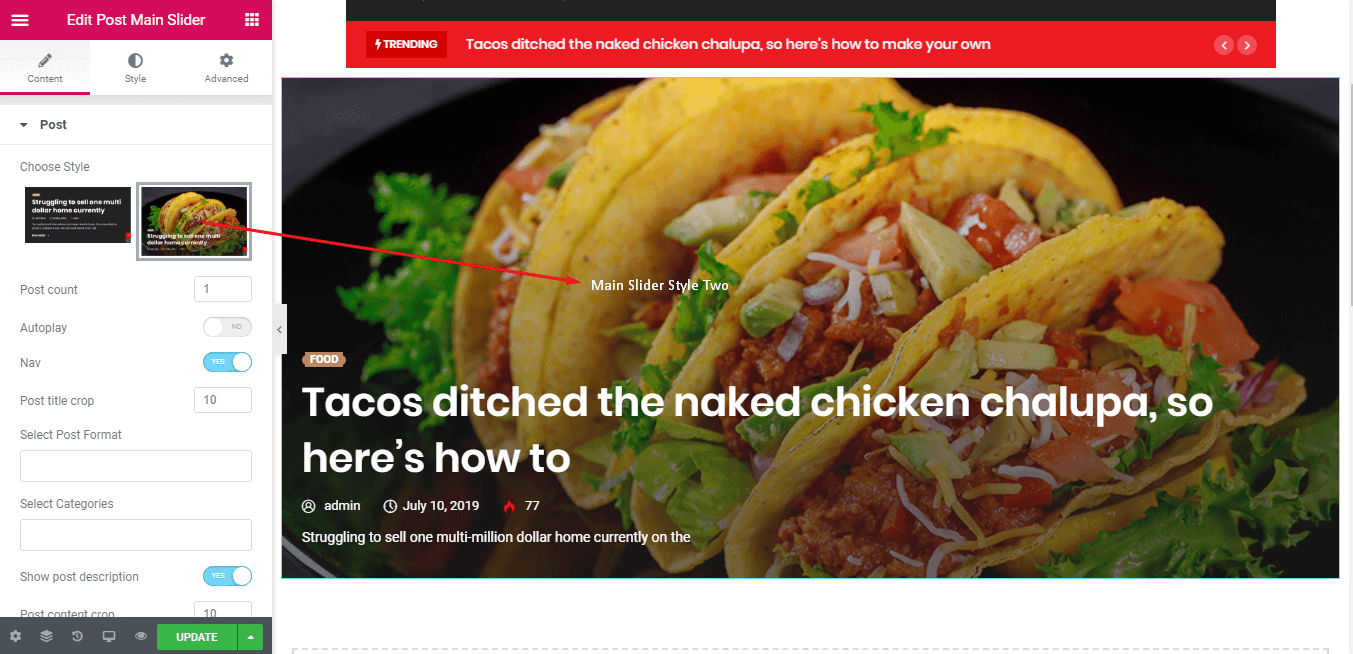 Edit Post Main Slider
Content
Style
Advanced
Post
Choose Style
Struggling to sell one multi
dollar home currently
Struggling to sell one multi
dollar home currently
Post count
1
Autoplay
NO
Nav
YES
Post title crop
10
Select Post Format
Select Categories
Show post description
YES
Post content crop
10
UPDATE
TRENDING
Tacos ditched the naked chicken chalupa, so here’s how to make your own
Main Slider Style Two
FOOD
Tacos ditched the naked chicken chalupa, so
here’s how to
admin
July 10, 2019
77
Struggling to sell one multi-million dollar home currently on the